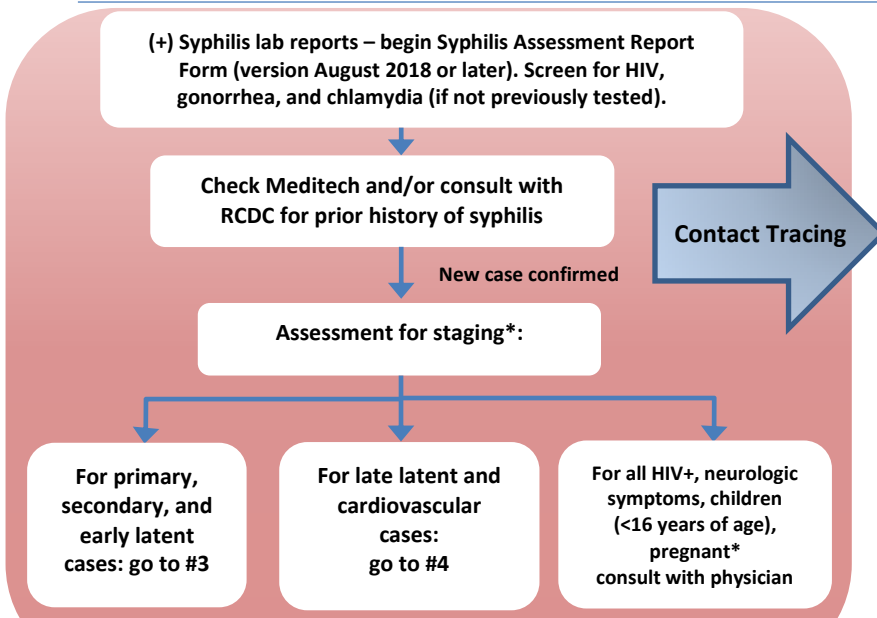 (+) Syphilis lab reports – begin Syphilis Assessment Report
Form (version August 2018 or later). Screen for HIV,
gonorrhea, and chlamydia (if not previously tested).
Check Meditech and/or consult with
RCDC for prior history of syphilis
Contact Tracing
New case confirmed
Assessment for staging*:
For primary,
secondary, and
early latent
cases: go to #3
For late latent and
cardiovascular
cases:
go to #4
For all HIV+, neurologic
symptoms, children
(<16 years of age),
pregnant*
consult with physician